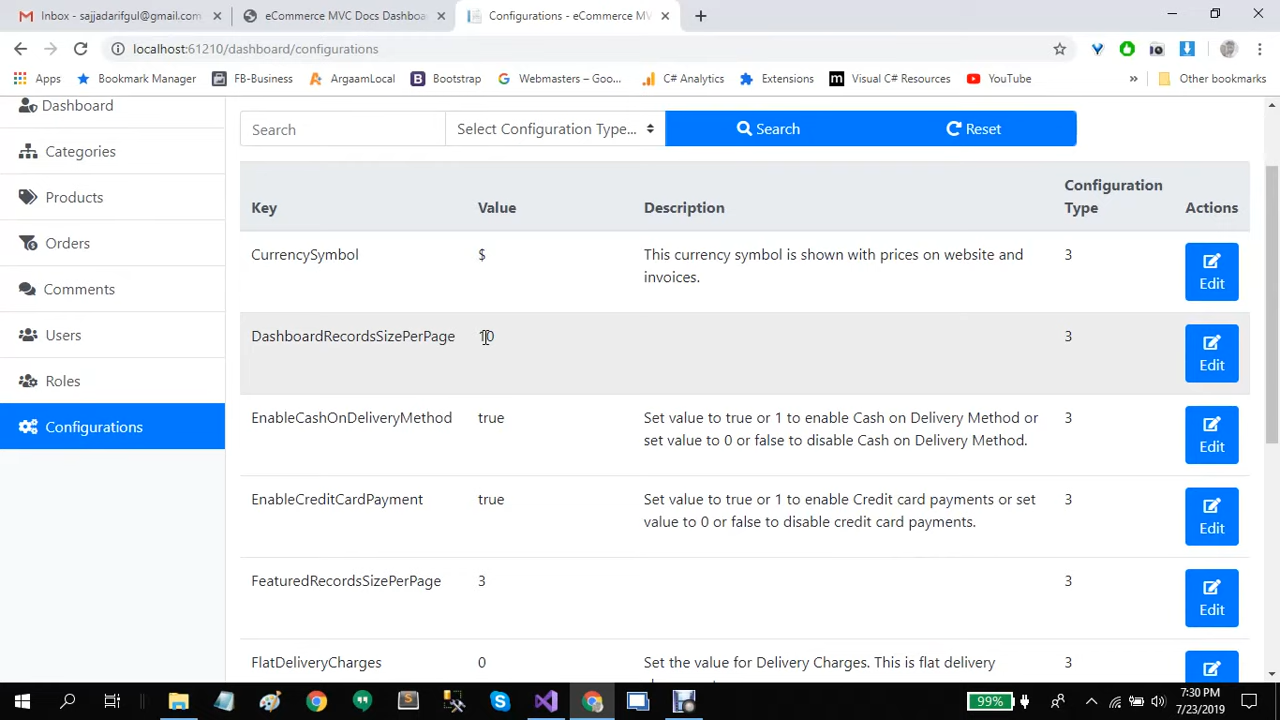 Inbox - sajjadarifgul@gmail.com
eCommerce MVC Docs Dashbo
Configurations - eCommerce MV
localhost:61210/dashboard/configurations
Apps
Bookmark Manager
FB-Business
ArgaamLocal
Bootstrap
Webmasters – Goo...
C# Analytics
Extensions
Visual C# Resources
YouTube
Other bookmarks
Dashboard
Categories
Products
Orders
Comments
Users
Roles
Configurations
Search
Select Configuration Type...
Search
Reset
Key
Value
Description
Configuration
Type
Actions
CurrencySymbol
$
This currency symbol is shown with prices on website and
invoices.
3
Edit
DashboardRecordsSizePerPage
10
3
Edit
EnableCashOnDeliveryMethod
true
Set value to true or 1 to enable Cash on Delivery Method or
set value to 0 or false to disable Cash on Delivery Method.
3
Edit
EnableCreditCardPayment
true
Set value to true or 1 to enable Credit card payments or set
value to 0 or false to disable credit card payments.
3
Edit
FeaturedRecordsSizePerPage
3
3
Edit
FlatDeliveryCharges
0
Set the value for Delivery Charges. This is flat delivery
3
99%
7:30 PM
7/23/2019